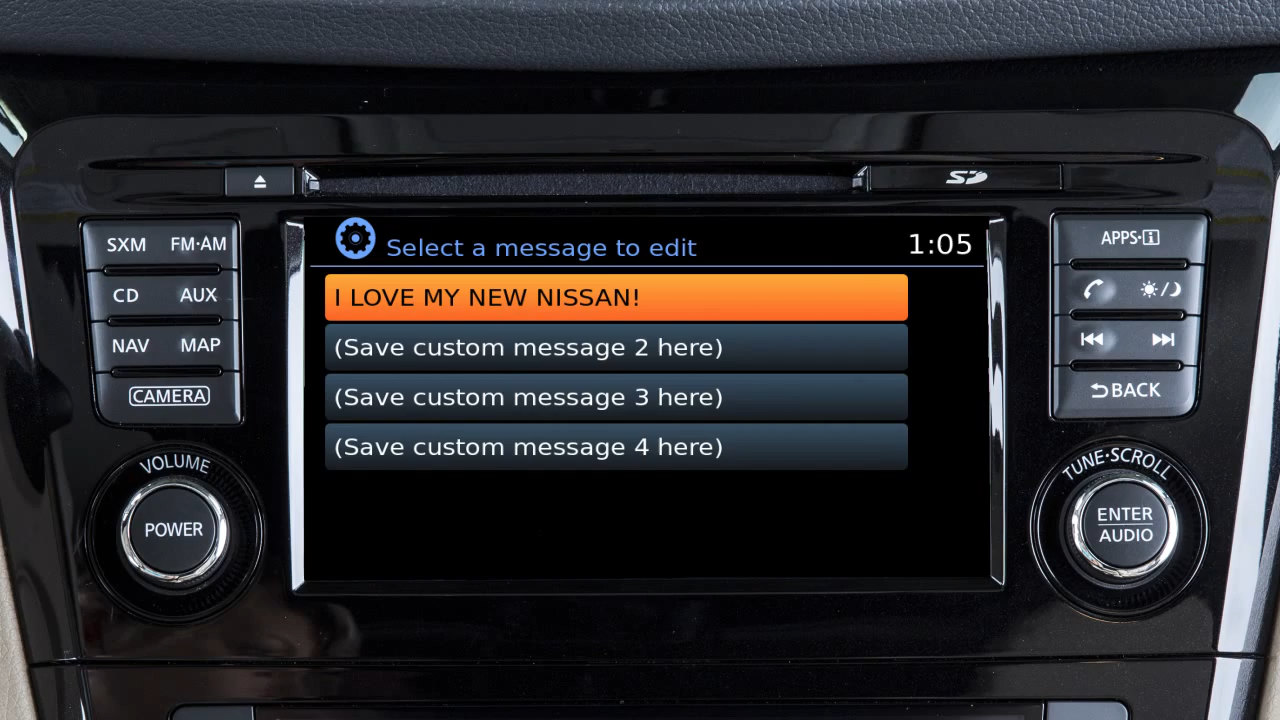 SD
SXM FM·AM
CD AUX
NAV MAP
CAMERA
VOLUME
POWER
Select a message to edit 1:05
I LOVE MY NEW NISSAN!
(Save custom message 2 here)
(Save custom message 3 here)
(Save custom message 4 here)
APPS·i
BACK
TUNE·SCROLL
ENTER
AUDIO